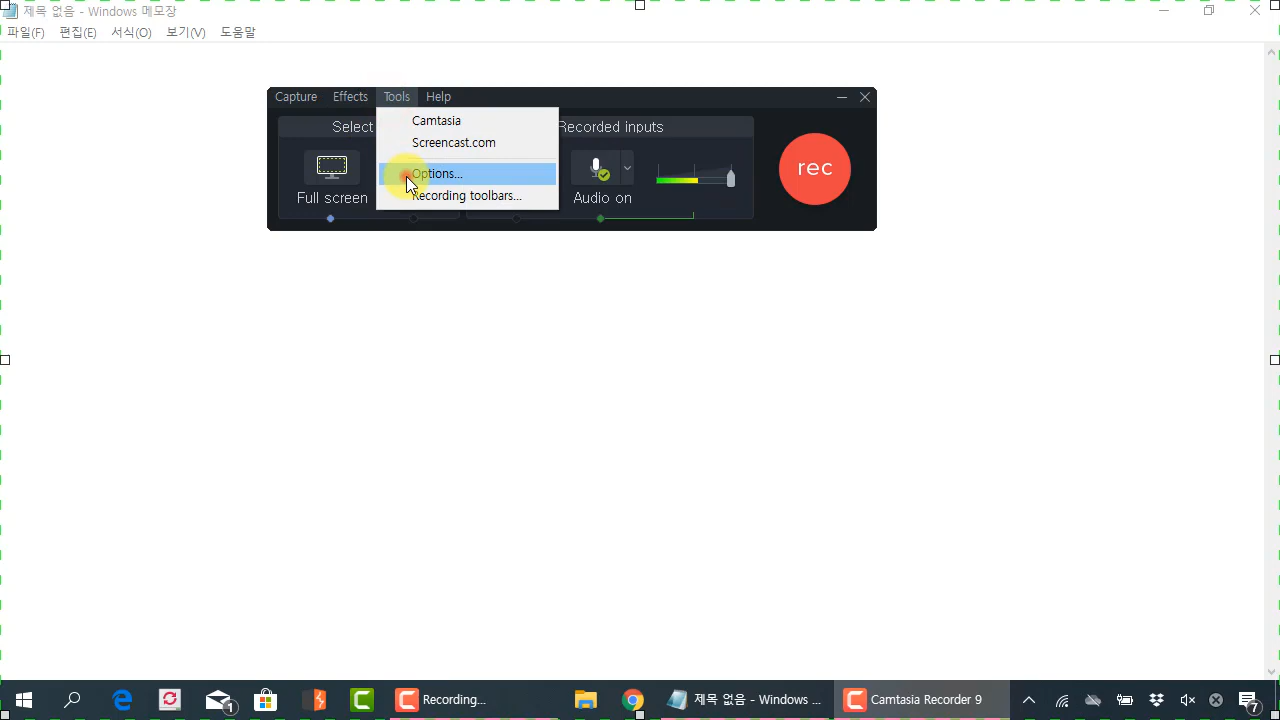 제목 없음 - Windows 메모장
파일(F) 편집(E) 서식(O) 보기(V) 도움말
Capture Effects Tools Help
Camtasia
Screencast.com
Options...
Recording toolbars...
Select
Recorded inputs
rec
Full screen
Audio on
1
Recording...
제목 없음 - Windows ...
Camtasia Recorder 9
7